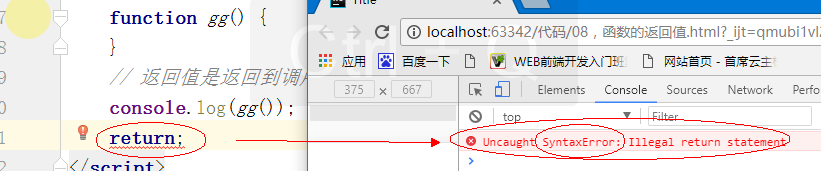 7
function gg() {
8
}
9
// 返回值是返回到调用
0
console.log(gg());
1
return;
2
</script>
Ctrl + Q
Title
localhost:63342/代码/08，函数的返回值.html?_ijt=qmubi1vl
应用
百度一下
WEB前端开发入门班
网站首页 - 首席云主
375 × 667
Elements
Console
Sources
Network
Perfo
top
Filter
Uncaught SyntaxError: Illegal return statement